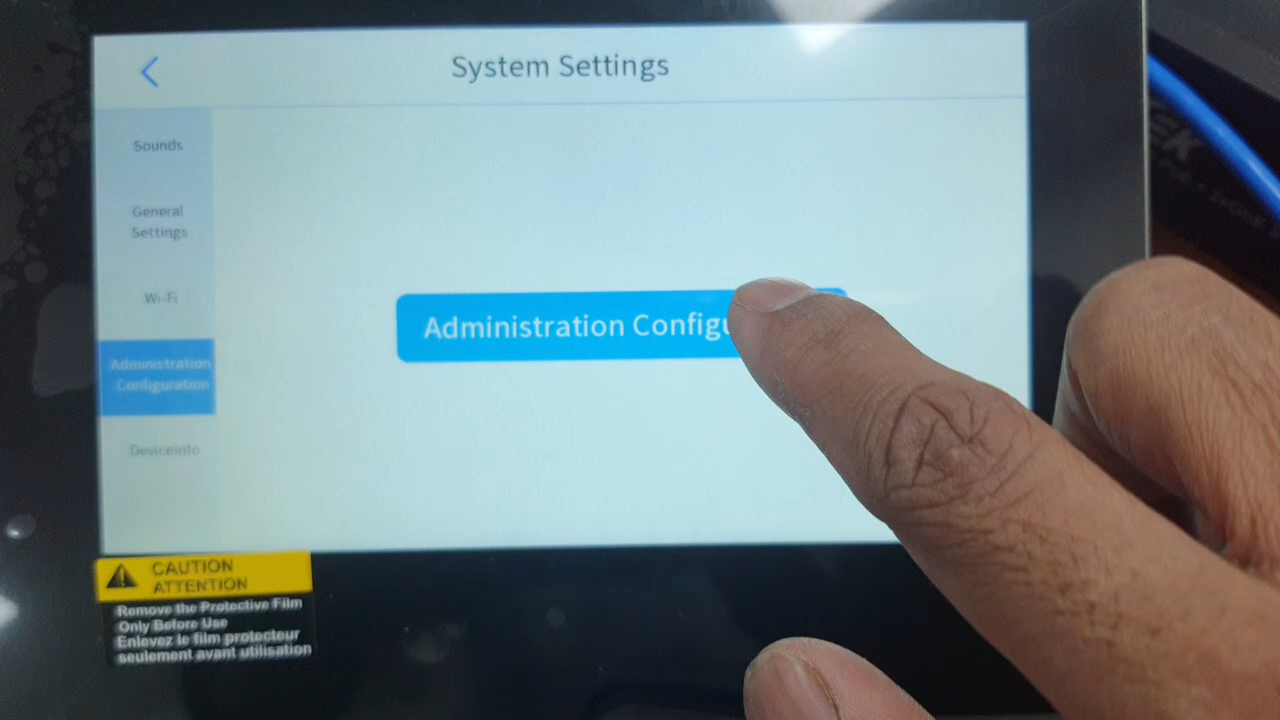 System Settings
Sounds
General
Settings
Wi-Fi
Administration
Configuration
DeviceInfo
Administration
CAUTION
ATTENTION
Remove the Protective Film
Only Before Use
Enlevez le film protecteur
seulement avant utilisation